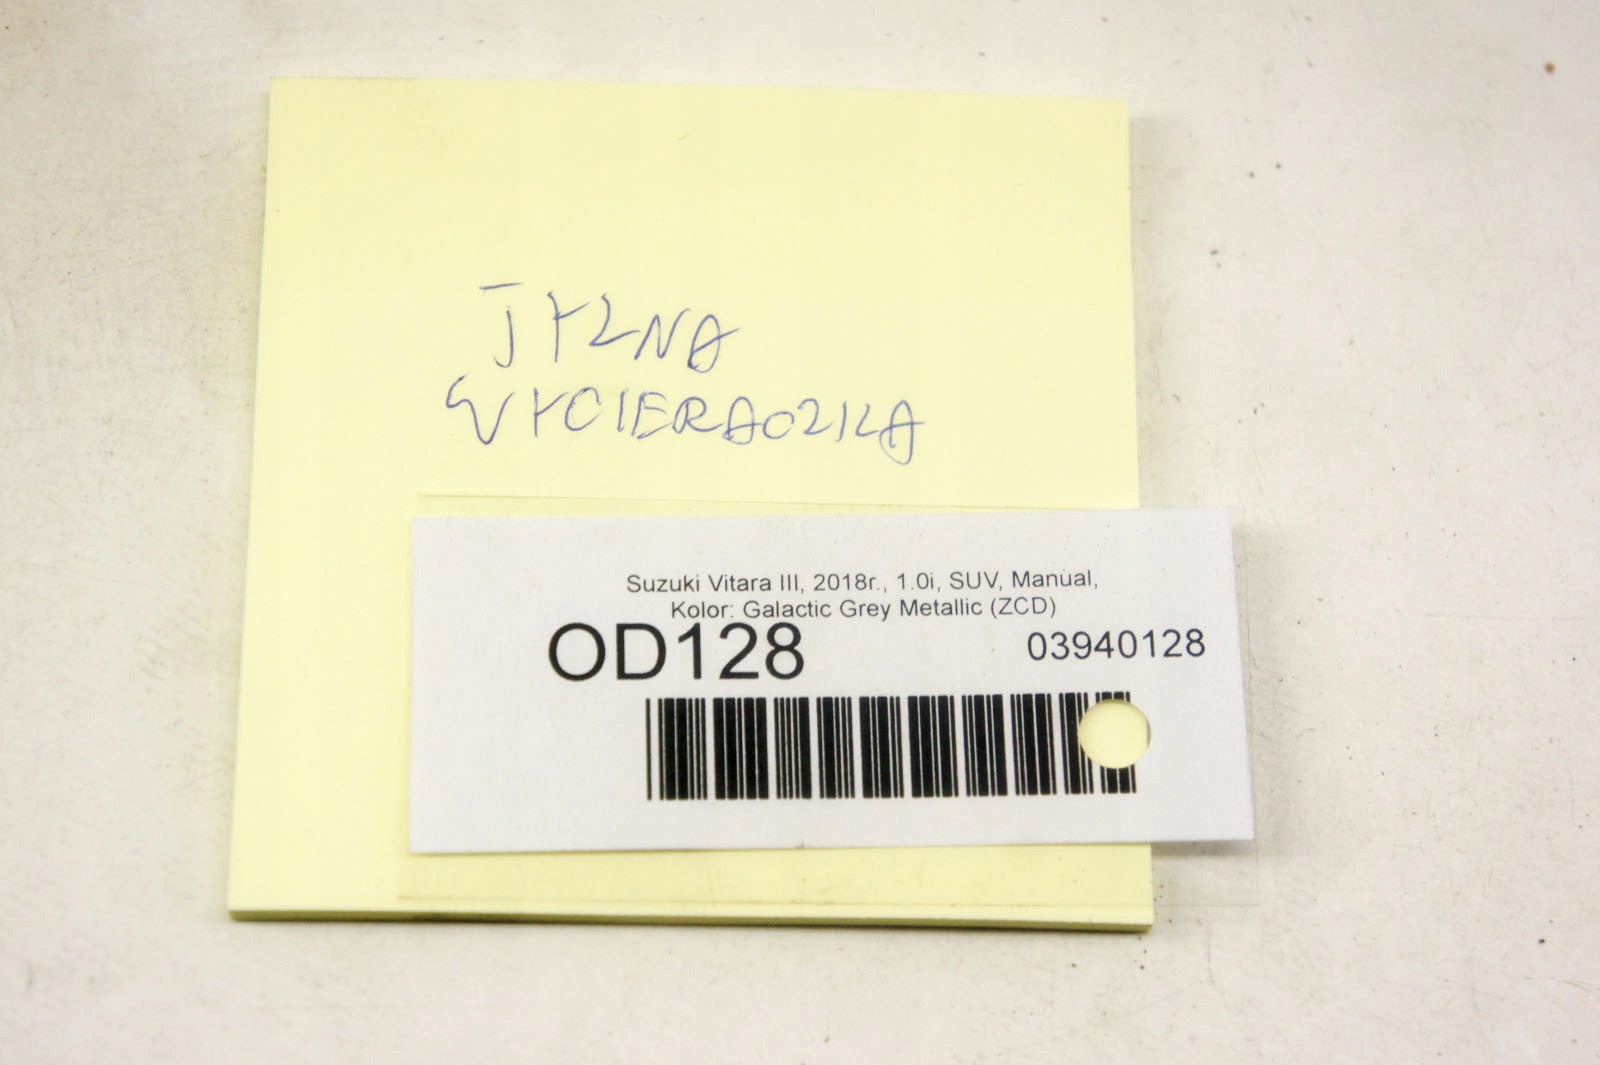 TYLNA
WYCIERACZKA
Suzuki Vitara III, 2018r., 1.0i, SUV, Manual,
Kolor: Galactic Grey Metallic (ZCD)
OD128
03940128